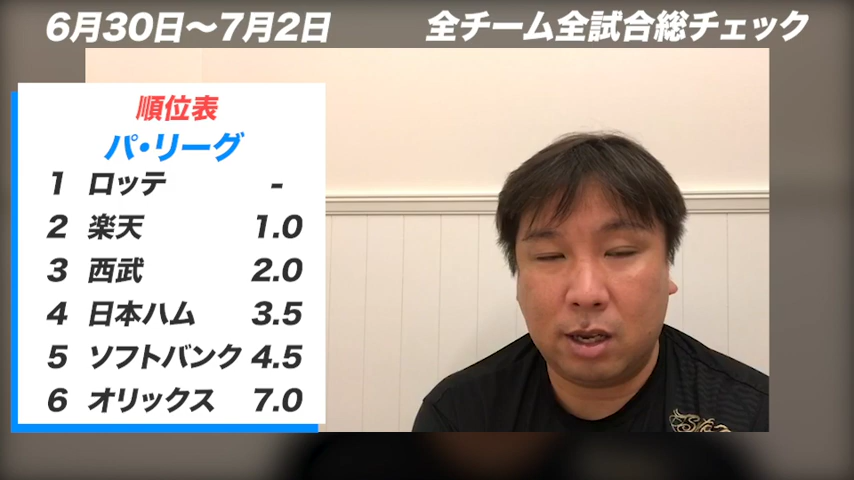 6月30日〜7月2日 全チーム全試合総チェック
順位表
パ・リーグ
1 ロッテ -
2 楽天 1.0
3 西武 2.0
4 日本ハム 3.5
5 ソフトバンク 4.5
6 オリックス 7.0